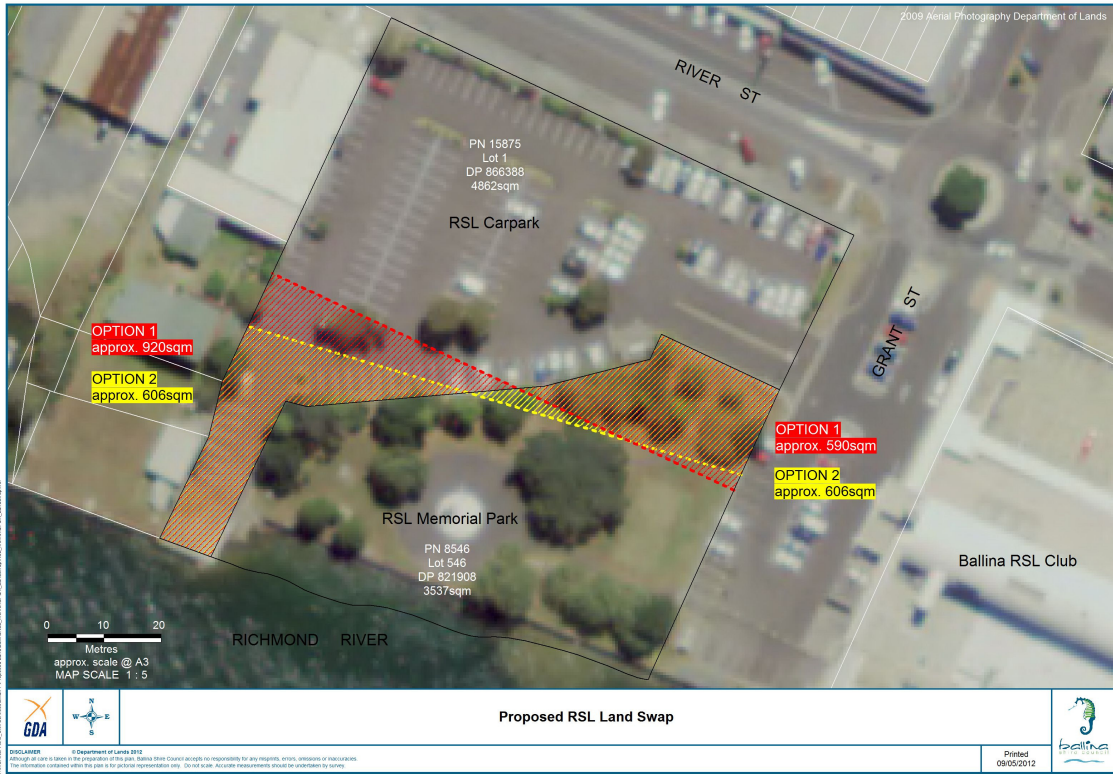 2009 Aerial Photography Department of Lands
RIVER ST
PN 15875
Lot 1
DP 866388
4862sqm
RSL Carpark
GRANT ST
OPTION 1
approx. 920sqm
OPTION 2
approx. 606sqm
OPTION 1
approx. 590sqm
OPTION 2
approx. 606sqm
RSL Memorial Park
PN 8546
Lot 546
DP 821908
3537sqm
Ballina RSL Club
RICHMOND RIVER
0 10 20
Metres
approx. scale @ A3
MAP SCALE 1 : 5
GDA
N
W E
S
Proposed RSL Land Swap
ballina
SHIRE COUNCIL
DISCLAIMER © Department of Lands 2012
Although all care is taken in the preparation of this plan, Ballina Shire Council accepts no responsibility for any misprints, errors, omissions or inaccuracies.
The information contained within this plan is for pictorial representation only. Do not scale. Accurate measurements should be undertaken by survey.
Printed
09/05/2012